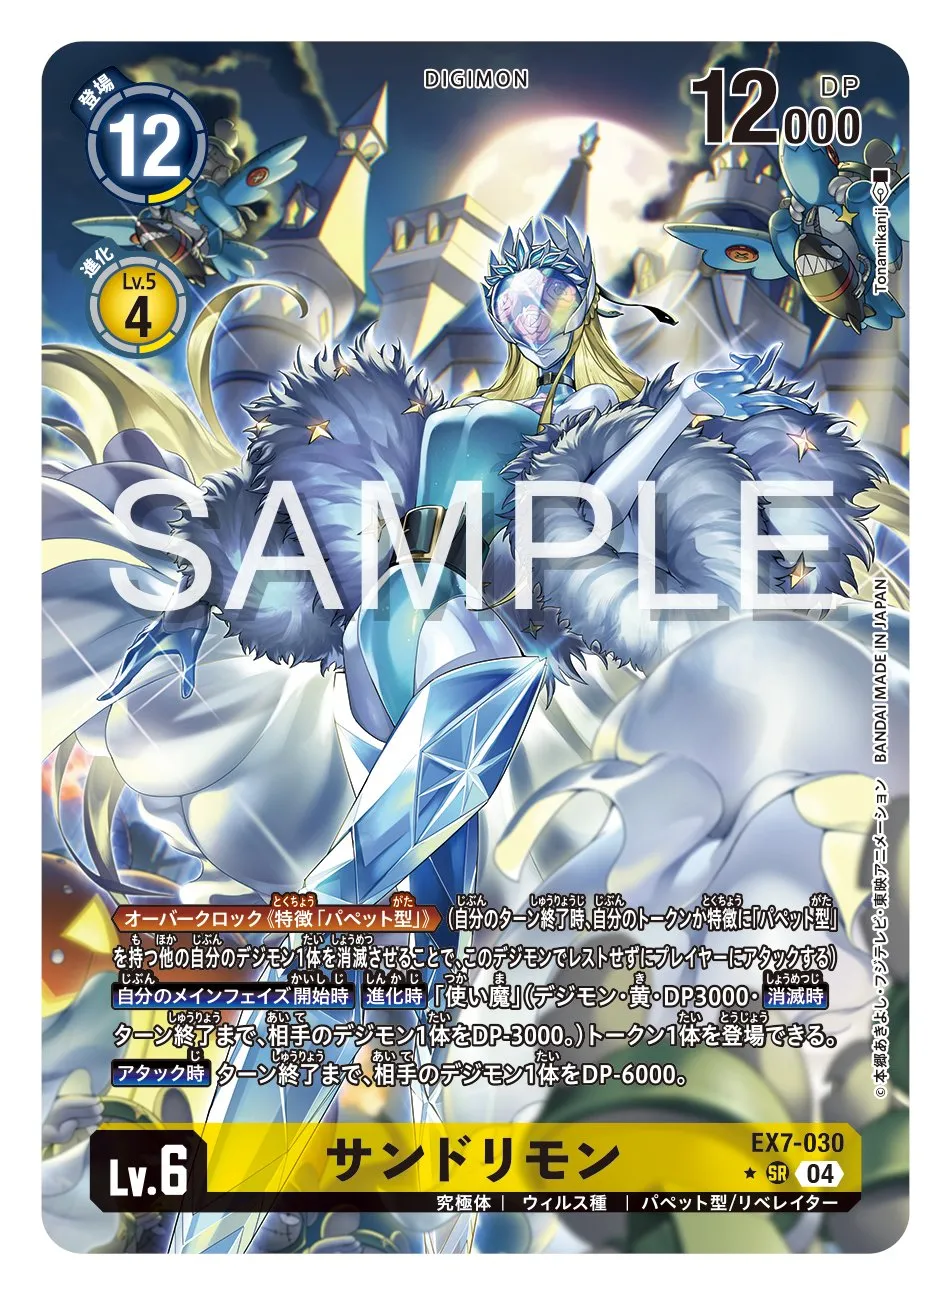 DIGIMON
登場
12
12000
DP
進化
Lv.5
4
Tonamikanji
SAMPLE
BANDAI MADE IN JAPAN
©本郷あきよし・フジテレビ・東映アニメーション
オーバークロック《特徴「パペット型」》(自分のターン終了時、自分のトークンか特徴に「パペット型」
を持つ他の自分のデジモン1体を消滅させることで、このデジモンでレストせずにプレイヤーにアタックする)
自分のメインフェイズ開始時 進化時 「使い魔」(デジモン・黄・DP3000・消滅時
ターン終了まで、相手のデジモン1体をDP-3000。)トークン1体を登場できる。
アタック時 ターン終了まで、相手のデジモン1体をDP-6000。
Lv.6
サンドリモン
EX7-030
SR 04
究極体 | ウィルス種 | パペット型/リベレイター